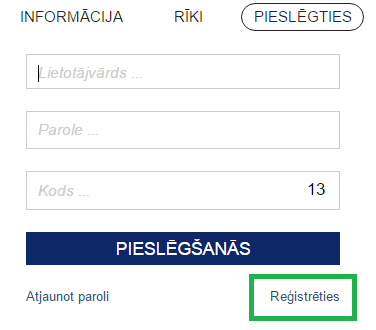 INFORMĀCIJA RĪKI PIESLĒGTIES
Lietotājvārds ...
Parole ...
Kods ... 13
PIESLĒGŠANĀS
Atjaunot paroli Reģistrēties